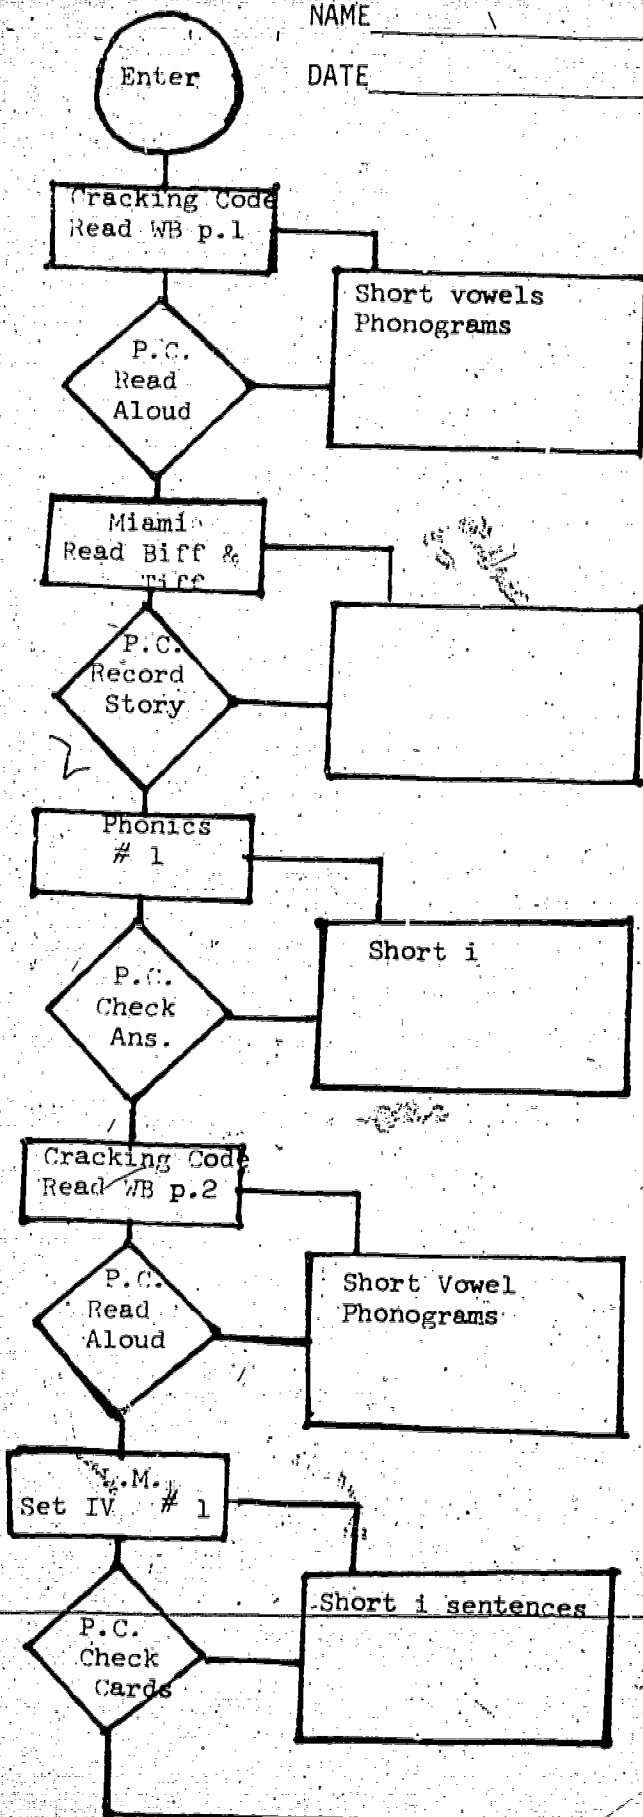 NAME
Enter
DATE
Cracking Code
Read WB p.1
Short vowels
Phonograms
P.C.
Read
Aloud
Miami
Read Biff &
Tiff
P.C.
Record
Story
Phonics
# 1
Short i
P.C.
Check
Ans.
Cracking Code
Read WB p.2
P.C.
Read
Aloud
Short Vowel
Phonograms
L.M.
Set IV # 1
Short i sentences
P.C.
Check
Cards